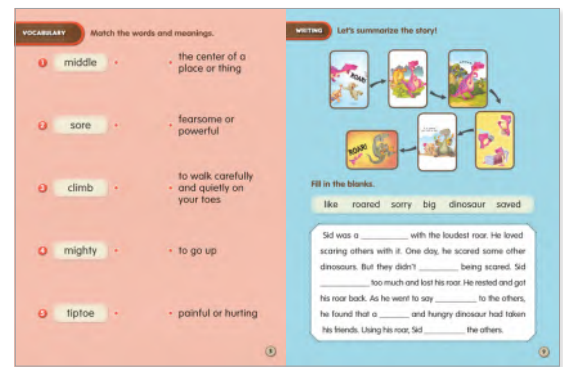 VOCABULARY
Match the words and meanings.
1 middle
the center of a
place or thing
2 sore
fearsome or
powerful
3 climb
to walk carefully
and quietly on
your toes
4 mighty
to go up
5 tiptoe
painful or hurting
8
WRITING
Let's summarize the story!
ROAR!
ROAR!
Fill in the blanks.
like roared sorry big dinosaur saved
Sid was a __________ with the loudest roar. He loved
scaring others with it. One day, he scared some other
dinosaurs. But they didn't ________ being scared. Sid
__________ too much and lost his roar. He rested and got
his roar back. As he went to say ________ to the others,
he found that a ______ and hungry dinosaur had taken
his friends. Using his roar, Sid ________ the others.
9